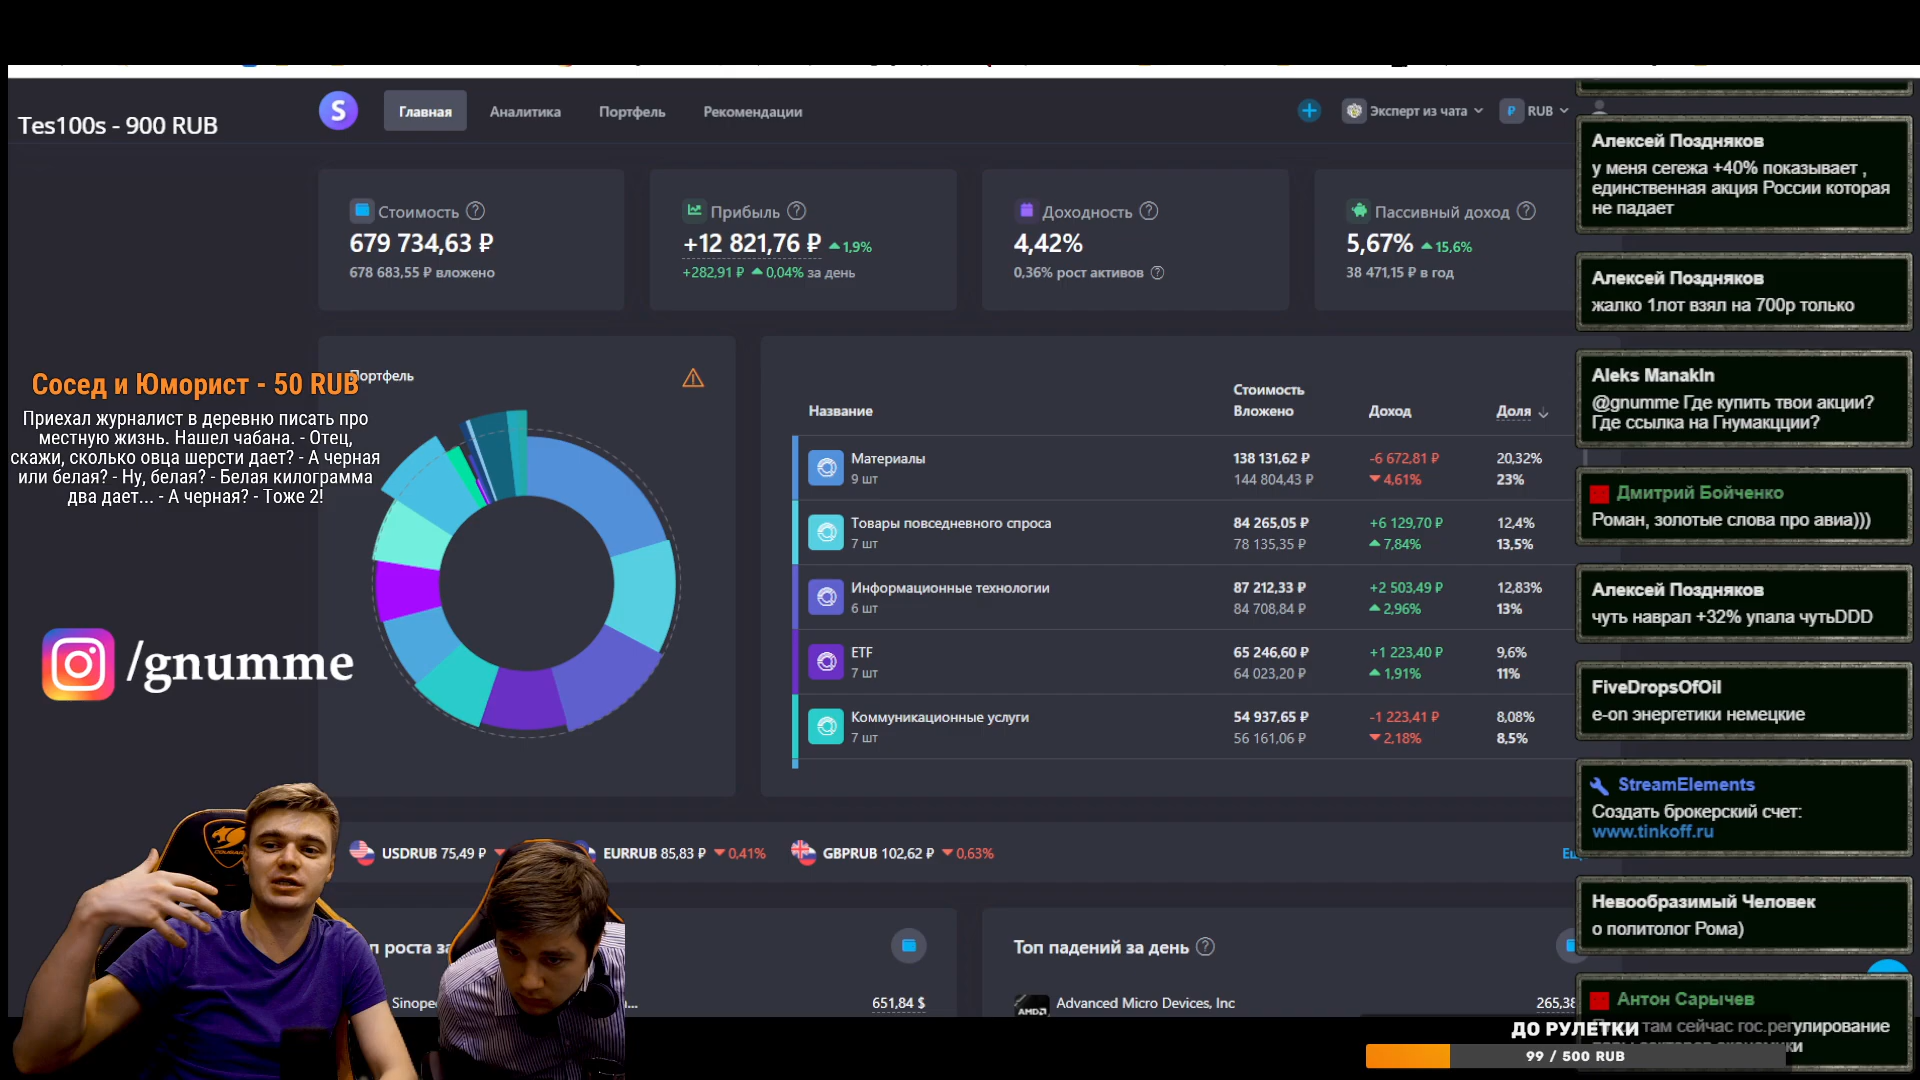 Tes100s - 900 RUB
S
Главная
Аналитика
Портфель
Рекомендации
Эксперт из чата
₽ RUB
Стоимость ?
679 734,63 ₽
678 683,55 ₽ вложено
Прибыль ?
+12 821,76 ₽ 1,9%
+282,91 ₽ 0,04% за день
Доходность ?
4,42%
0,36% рост активов ?
Пассивный доход ?
5,67% 15,6%
38 471,15 ₽ в год
Сосед и Юморист - 50 RUB
Приехал журналист в деревню писать про
местную жизнь. Нашел чабана. - Отец,
скажи, сколько овца шерсти дает? - А черная
или белая? - Ну, белая? - Белая килограмма
два дает... - А черная? - Тоже 2!
/gnumme
Портфель
Название
Стоимость
Вложено
Доход
Доля
Материалы
9 шт
138 131,62 ₽
144 804,43 ₽
-6 672,81 ₽
4,61%
20,32%
23%
Товары повседневного спроса
7 шт
84 265,05 ₽
78 135,35 ₽
+6 129,70 ₽
7,84%
12,4%
13,5%
Информационные технологии
6 шт
87 212,33 ₽
84 708,84 ₽
+2 503,49 ₽
2,96%
12,83%
13%
ETF
7 шт
65 246,60 ₽
64 023,20 ₽
+1 223,40 ₽
1,91%
9,6%
11%
Коммуникационные услуги
7 шт
54 937,65 ₽
56 161,06 ₽
-1 223,41 ₽
2,18%
8,08%
8,5%
USDRUB 75,49 ₽
EURRUB 85,83 ₽ 0,41%
GBPRUB 102,62 ₽ 0,63%
COUGAR
п роста за
Sinopec
...
651,84 $
Топ падений за день ?
AMD
Advanced Micro Devices, Inc
265,38
Алексей Поздняков
у меня сегежа +40% показывает ,
единственная акция России которая
не падает
Алексей Поздняков
жалко 1лот взял на 700р только
Aleks Manakln
@gnumme Где купить твои акции?
Где ссылка на Гнумакции?
Дмитрий Бойченко
Роман, золотые слова про авиа)))
Алексей Поздняков
чуть наврал +32% упала чутьDDD
FiveDropsOfOil
e-on энергетики немецкие
StreamElements
Создать брокерский счет:
www.tinkoff.ru
Невообразимый Человек
о политолог Рома)
Антон Сарычев
там сейчас гос.регулирование
ДО РУЛЕТКИ
99 / 500 RUB